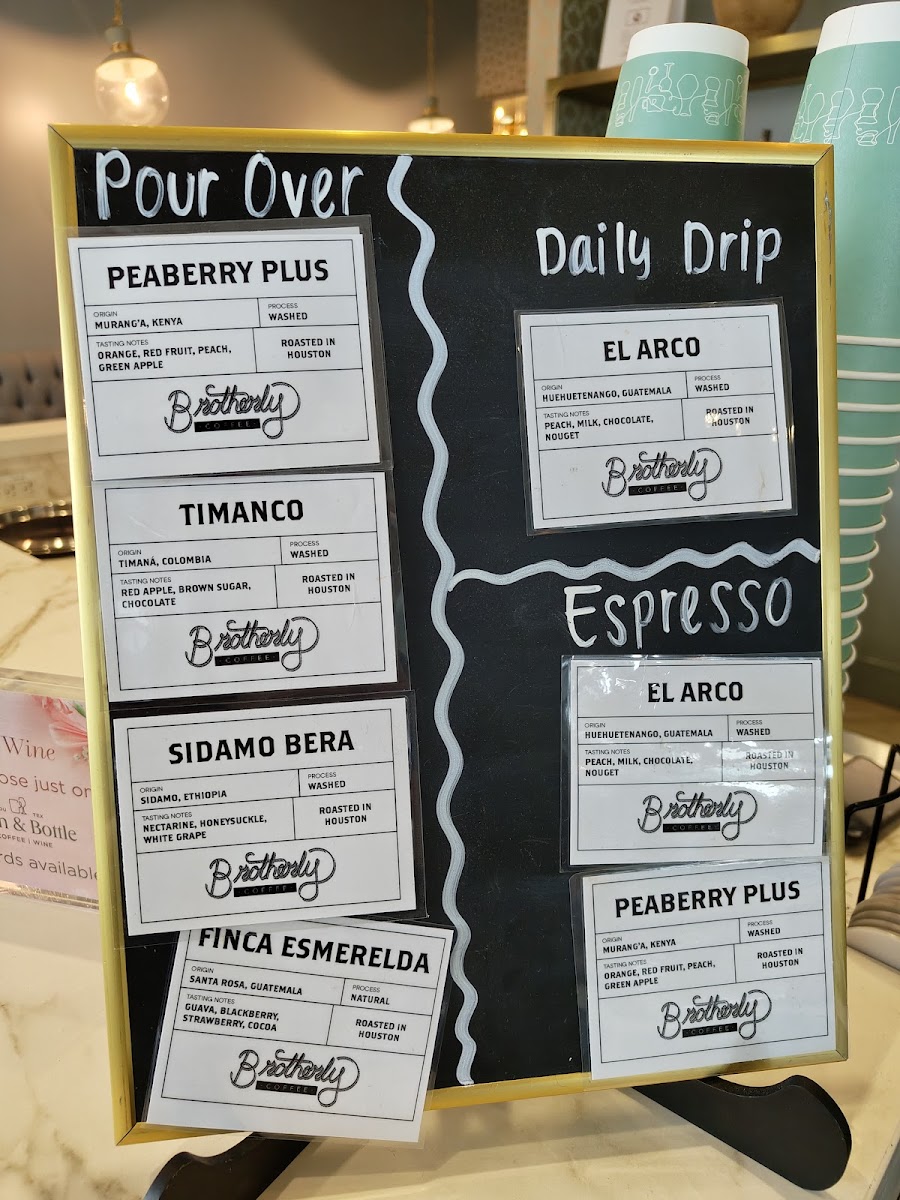 Pour Over
PEABERRY PLUS
ORIGIN
MURANG'A, KENYA
PROCESS
WASHED
TASTING NOTES
ORANGE, RED FRUIT, PEACH,
GREEN APPLE
ROASTED IN
HOUSTON
Brotherly
COFFEE
TIMANCO
ORIGIN
TIMANÁ, COLOMBIA
PROCESS
WASHED
TASTING NOTES
RED APPLE, BROWN SUGAR,
CHOCOLATE
ROASTED IN
HOUSTON
Brotherly
COFFEE
SIDAMO BERA
ORIGIN
SIDAMO, ETHIOPIA
PROCESS
WASHED
TASTING NOTES
NECTARINE, HONEYSUCKLE,
WHITE GRAPE
ROASTED IN
HOUSTON
Brotherly
COFFEE
FINCA ESMERELDA
ORIGIN
SANTA ROSA, GUATEMALA
PROCESS
NATURAL
TASTING NOTES
GUAVA, BLACKBERRY,
STRAWBERRY, COCOA
ROASTED IN
HOUSTON
Brotherly
COFFEE
Daily Drip
EL ARCO
ORIGIN
HUEHUETENANGO, GUATEMALA
PROCESS
WASHED
TASTING NOTES
PEACH, MILK, CHOCOLATE,
NOUGET
ROASTED IN
HOUSTON
Brotherly
COFFEE
Espresso
EL ARCO
ORIGIN
HUEHUETENANGO, GUATEMALA
PROCESS
WASHED
TASTING NOTES
PEACH, MILK, CHOCOLATE,
NOUGET
ROASTED IN
HOUSTON
Brotherly
COFFEE
PEABERRY PLUS
ORIGIN
MURANG'A, KENYA
PROCESS
WASHED
TASTING NOTES
ORANGE, RED FRUIT, PEACH,
GREEN APPLE
ROASTED IN
HOUSTON
Brotherly
COFFEE
Wine
just
TEX
& Bottle
COFFEE | WINE
available